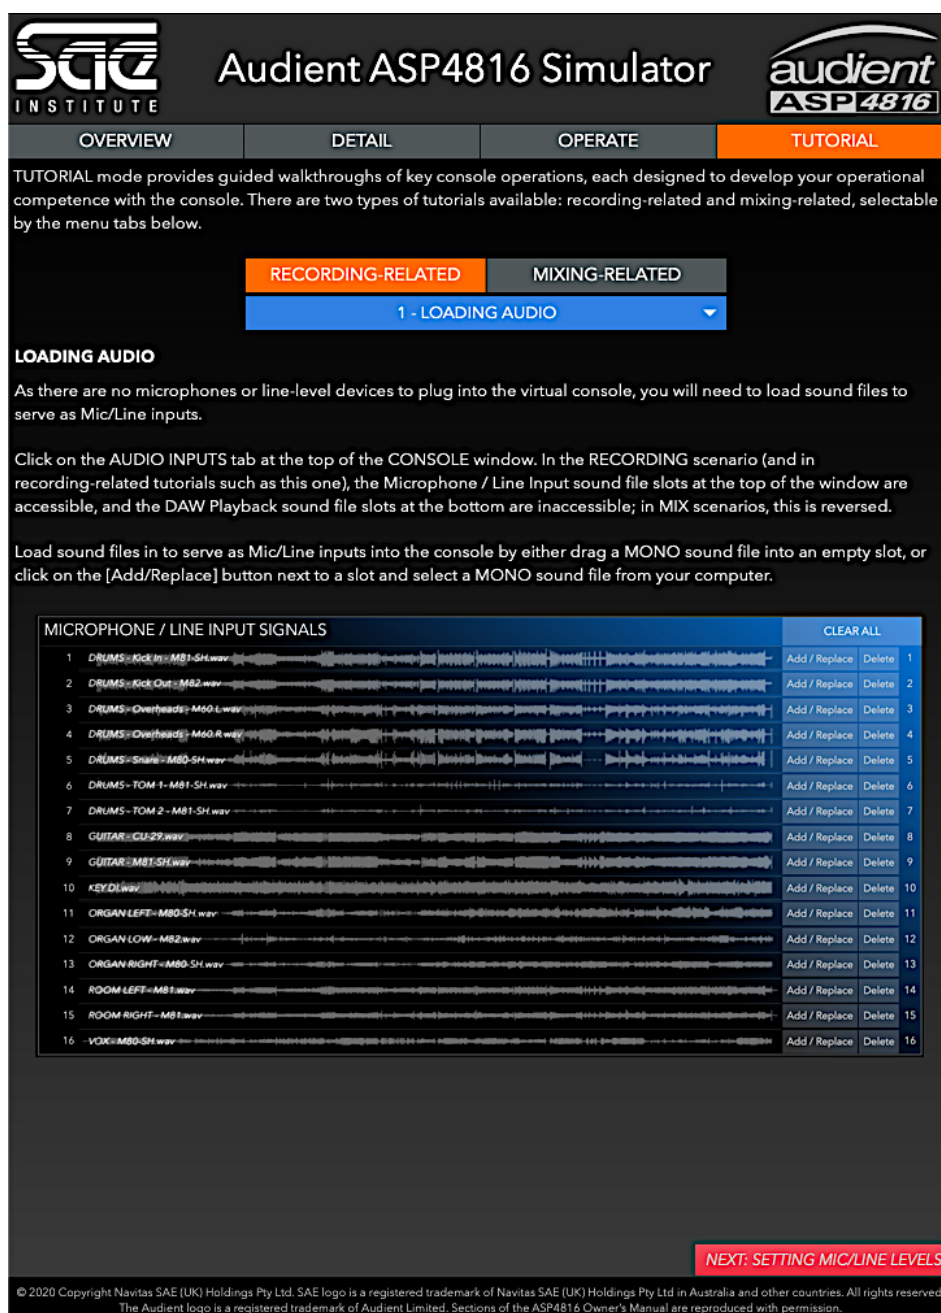 SAE
INSTITUTE
Audient ASP4816 Simulator
audient
ASP4816
OVERVIEW
DETAIL
OPERATE
TUTORIAL
TUTORIAL mode provides guided walkthroughs of key console operations, each designed to develop your operational
competence with the console. There are two types of tutorials available: recording-related and mixing-related, selectable
by the menu tabs below.
RECORDING-RELATED
MIXING-RELATED
1 - LOADING AUDIO
LOADING AUDIO
As there are no microphones or line-level devices to plug into the virtual console, you will need to load sound files to
serve as Mic/Line inputs.
Click on the AUDIO INPUTS tab at the top of the CONSOLE window. In the RECORDING scenario (and in
recording-related tutorials such as this one), the Microphone / Line Input sound file slots at the top of the window are
accessible, and the DAW Playback sound file slots at the bottom are inaccessible; in MIX scenarios, this is reversed.
Load sound files in to serve as Mic/Line inputs into the console by either drag a MONO sound file into an empty slot, or
click on the [Add/Replace] button next to a slot and select a MONO sound file from your computer.
MICROPHONE / LINE INPUT SIGNALS CLEAR ALL
1 DRUMS - Kick In - M81-SH.wav Add / Replace Delete 1
2 DRUMS - Kick Out - M82.wav Add / Replace Delete 2
3 DRUMS - Overheads - M60.L.wav Add / Replace Delete 3
4 DRUMS - Overheads - M60.R.wav Add / Replace Delete 4
5 DRUMS - Snare - M80-SH.wav Add / Replace Delete 5
6 DRUMS - TOM 1- M81-SH.wav Add / Replace Delete 6
7 DRUMS - TOM 2 - M81-SH.wav Add / Replace Delete 7
8 GUITAR - CU-29.wav Add / Replace Delete 8
9 GUITAR - M81-SH.wav Add / Replace Delete 9
10 KEY DI.wav Add / Replace Delete 10
11 ORGAN LEFT - M80-SH.wav Add / Replace Delete 11
12 ORGAN LOW - M82.wav Add / Replace Delete 12
13 ORGAN RIGHT - M80-SH.wav Add / Replace Delete 13
14 ROOM LEFT - M81.wav Add / Replace Delete 14
15 ROOM RIGHT - M81.wav Add / Replace Delete 15
16 VOX - M80-SH.wav Add / Replace Delete 16
NEXT: SETTING MIC/LINE LEVELS
© 2020 Copyright Navitas SAE (UK) Holdings Pty Ltd. SAE logo is a registered trademark of Navitas SAE (UK) Holdings Pty Ltd in Australia and other countries. All rights reserved
The Audient logo is a registered trademark of Audient Limited. Sections of the ASP4816 Owner's Manual are reproduced with permission.